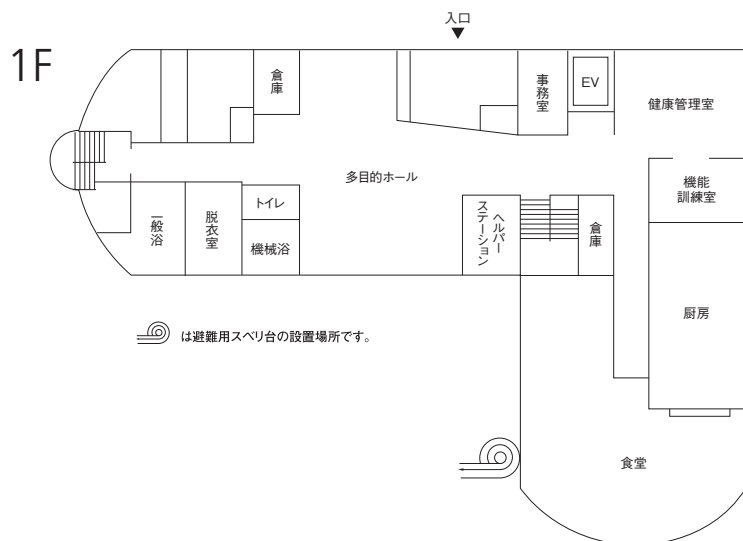 入口
1F
倉庫
事務室
EV
健康管理室
多目的ホール
機能
訓練室
一般浴
脱衣室
トイレ
機械浴
ヘルパー
ステーション
倉庫
厨房
は避難用スベリ台の設置場所です。
食堂